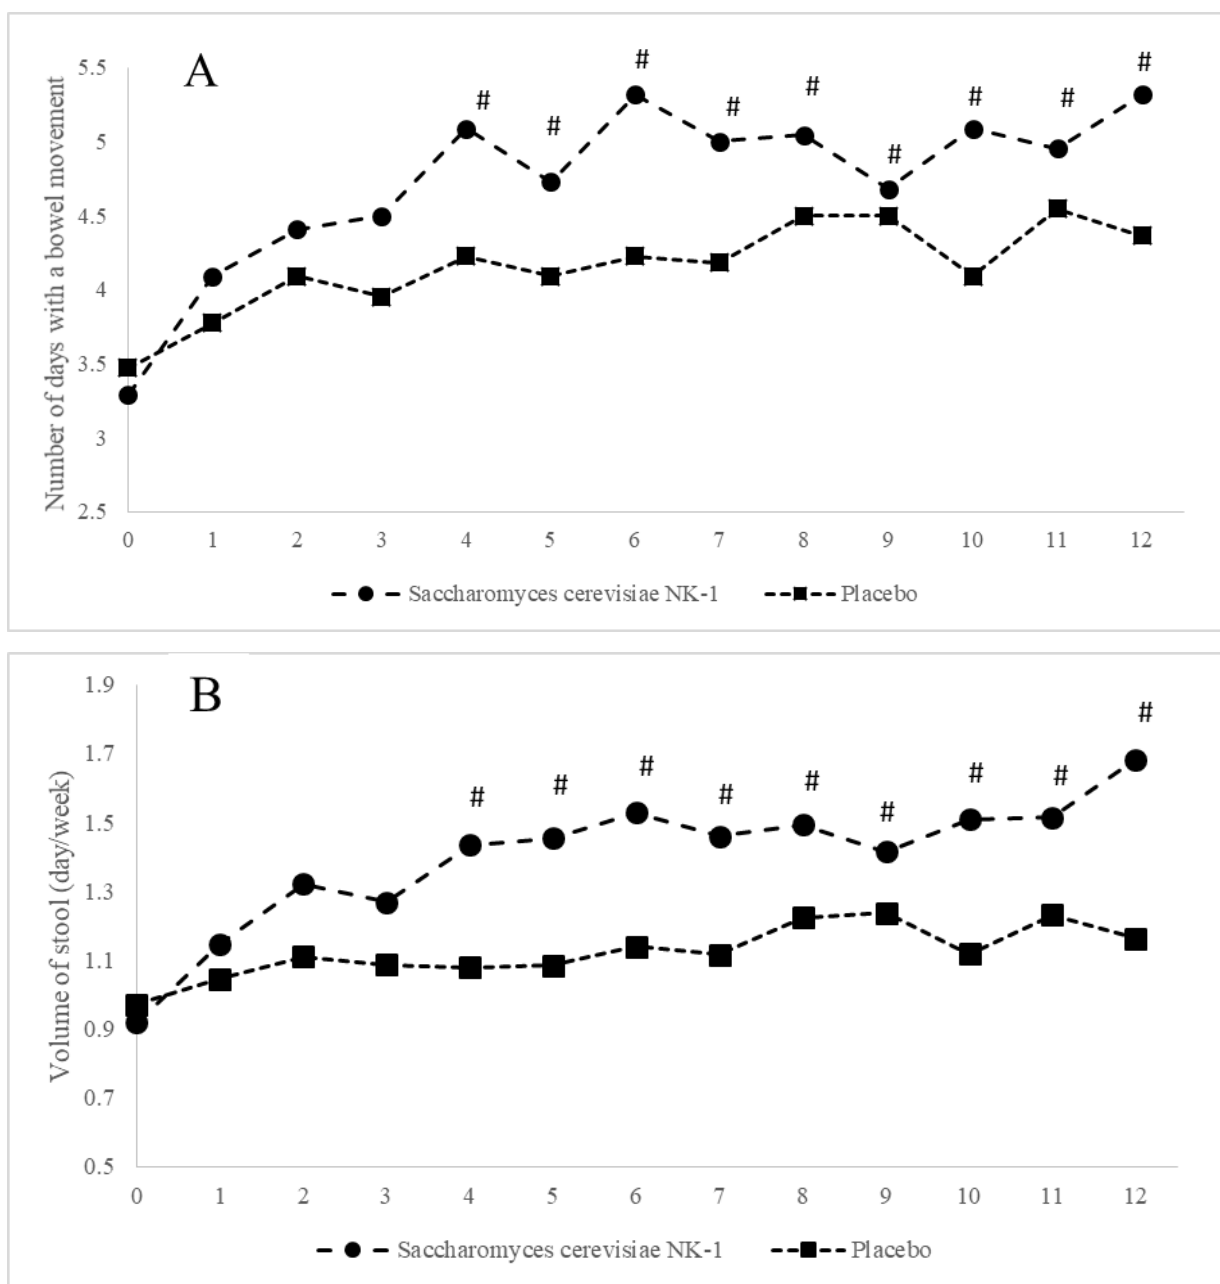 A
Number of days with a bowel movement
5.5
5
4.5
4
3.5
3
2.5
# # # # # # # # #
0 1 2 3 4 5 6 7 8 9 10 11 12
Saccharomyces cerevisiae NK-1 Placebo
B
Volume of stool (day/week)
1.9
1.7
1.5
1.3
1.1
0.9
0.7
0.5
# # # # # # # # #
0 1 2 3 4 5 6 7 8 9 10 11 12
Saccharomyces cerevisiae NK-1 Placebo